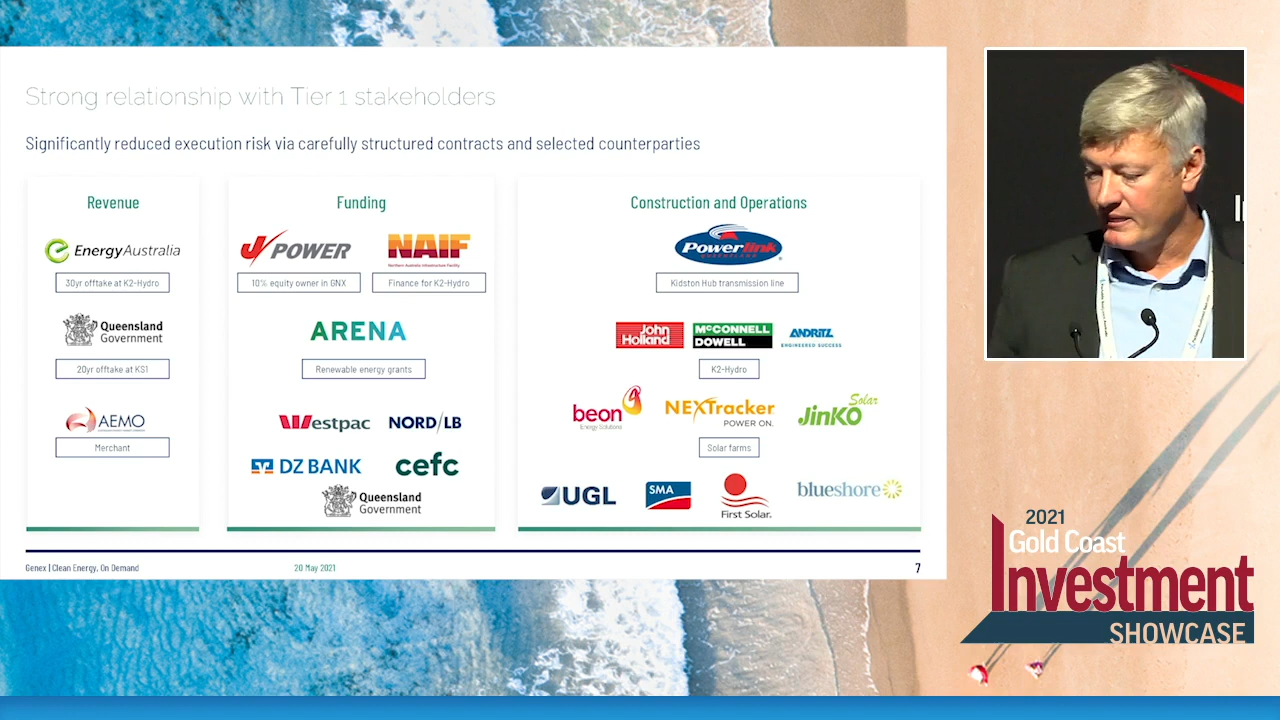 Strong relationship with Tier 1 stakeholders
Significantly reduced execution risk via carefully structured contracts and selected counterparties
Revenue
EnergyAustralia
30yr offtake at K2-Hydro
Queensland
Government
20yr offtake at KS1
AEMO
Merchant
Funding
J POWER
10% equity owner in GNX
NAIF
Northern Australia Infrastructure Facility
Finance for K2-Hydro
ARENA
Renewable energy grants
Westpac
NORD/LB
DZ BANK
cefc
Queensland
Government
Construction and Operations
Powerlink
QUEENSLAND
Kidston Hub transmission line
John
Holland
McCONNELL
DOWELL
ANDRITZ
ENGINEERED SUCCESS
K2-Hydro
beon
Energy Solutions
NEXTracker
POWER ON.
JinKO
Solar
Solar farms
UGL
SMA
First Solar.
blueshore
Genex | Clean Energy, On Demand
20 May 2021
7
2021
Gold Coast
Investment
SHOWCASE